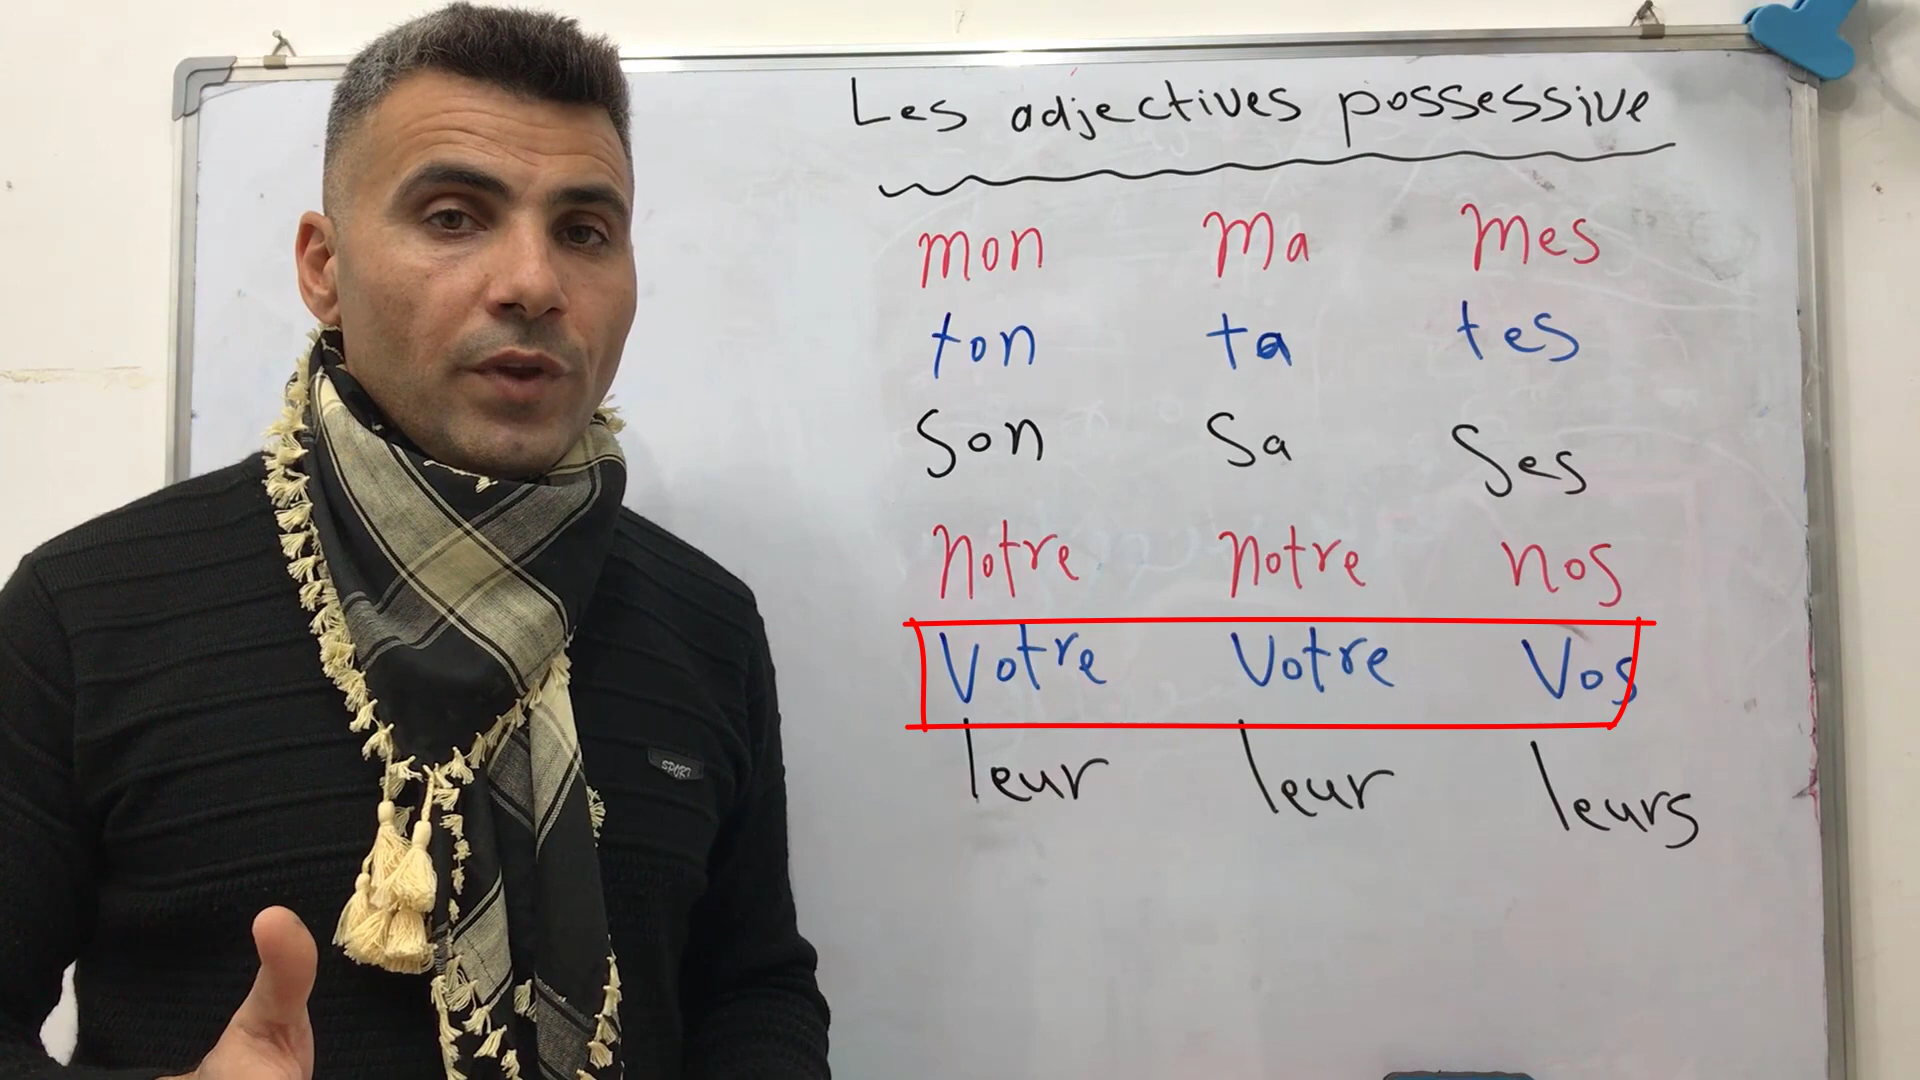 Les adjectives possessive
mon ma mes
ton ta tes
Son Sa Ses
Notre Notre nos
Votre Votre Vos
leur leur leurs
SPORT